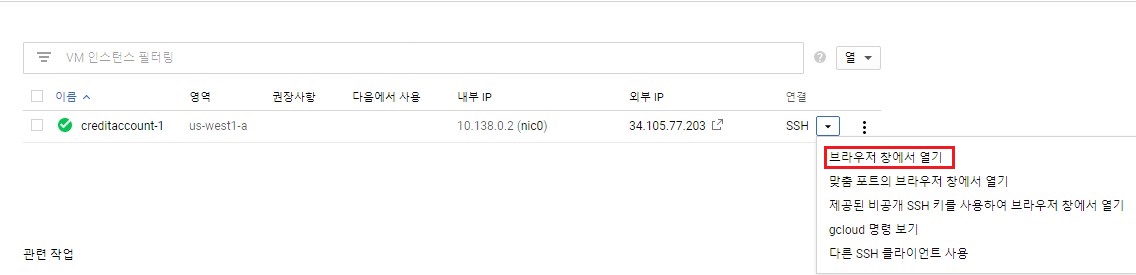 VM 인스턴스 필터링
열
이름 영역 권장사항 다음에서 사용 내부 IP 외부 IP 연결
creditaccount-1 us-west1-a 10.138.0.2 (nic0) 34.105.77.203 SSH
브라우저 창에서 열기
맞춤 포트의 브라우저 창에서 열기
제공된 비공개 SSH 키를 사용하여 브라우저 창에서 열기
gcloud 명령 보기
다른 SSH 클라이언트 사용
관련 작업